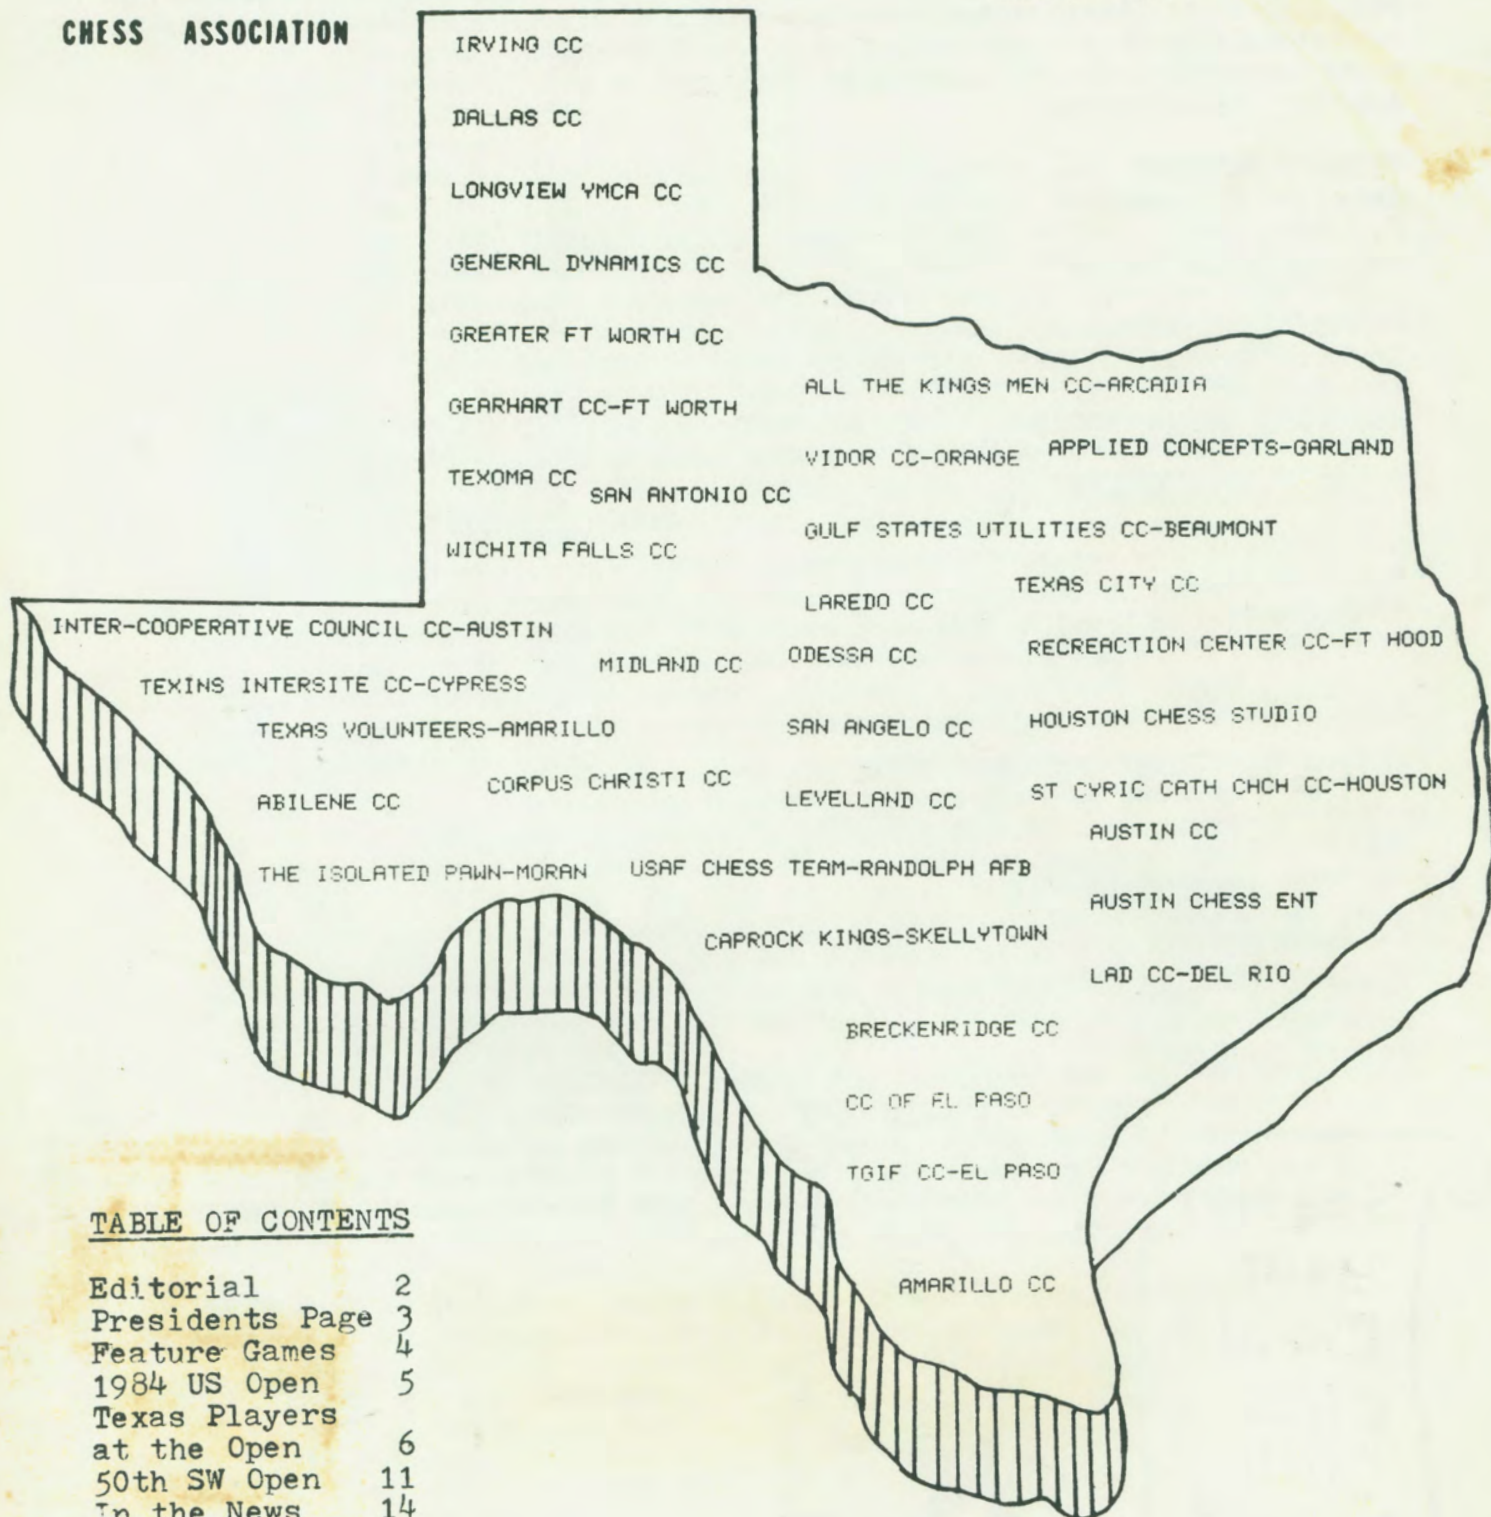 CHESS ASSOCIATION
IRVING CC
DALLAS CC
LONGVIEW YMCA CC
GENERAL DYNAMICS CC
GREATER FT WORTH CC
ALL THE KINGS MEN CC-ARCADIA
GEARHART CC-FT WORTH
VIDOR CC-ORANGE
APPLIED CONCEPTS-GARLAND
TEXOMA CC
SAN ANTONIO CC
GULF STATES UTILITIES CC-BEAUMONT
WICHITA FALLS CC
TEXAS CITY CC
LAREDO CC
INTER-COOPERATIVE COUNCIL CC-AUSTIN
RECREACTION CENTER CC-FT HOOD
ODESSA CC
MIDLAND CC
TEXINS INTERSITE CC-CYPRESS
TEXAS VOLUNTEERS-AMARILLO
SAN ANGELO CC
HOUSTON CHESS STUDIO
CORPUS CHRISTI CC
ABILENE CC
LEVELLAND CC
ST CYRIC CATH CHCH CC-HOUSTON
AUSTIN CC
THE ISOLATED PAWN-MORAN
USAF CHESS TEAM-RANDOLPH AFB
AUSTIN CHESS ENT
CAPROCK KINGS-SKELLYTOWN
LAD CC-DEL RIO
BRECKENRIDGE CC
CC OF EL PASO
TGIF CC-EL PASO
AMARILLO CC
TABLE OF CONTENTS
Editorial 2
Presidents Page 3
Feature Games 4
1984 US Open 5
Texas Players
at the Open 6
50th SW Open 11
In the News 14